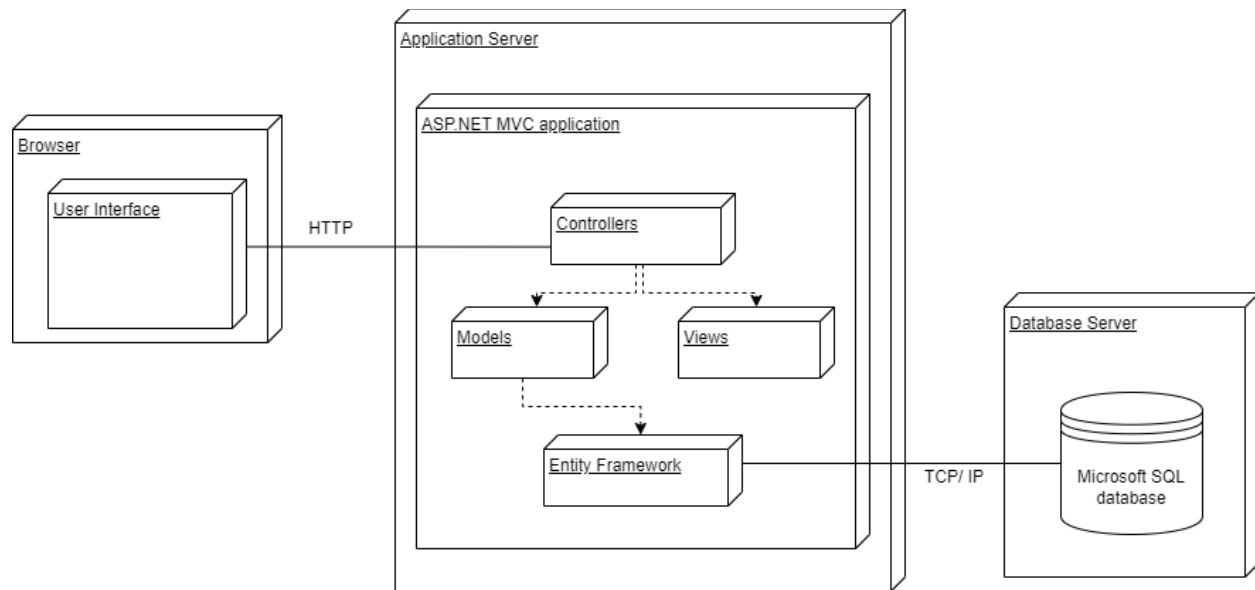 Application Server
ASP.NET MVC application
Browser
User Interface
HTTP
Controllers
Models
Views
Database Server
Entity Framework
TCP/ IP
Microsoft SQL
database